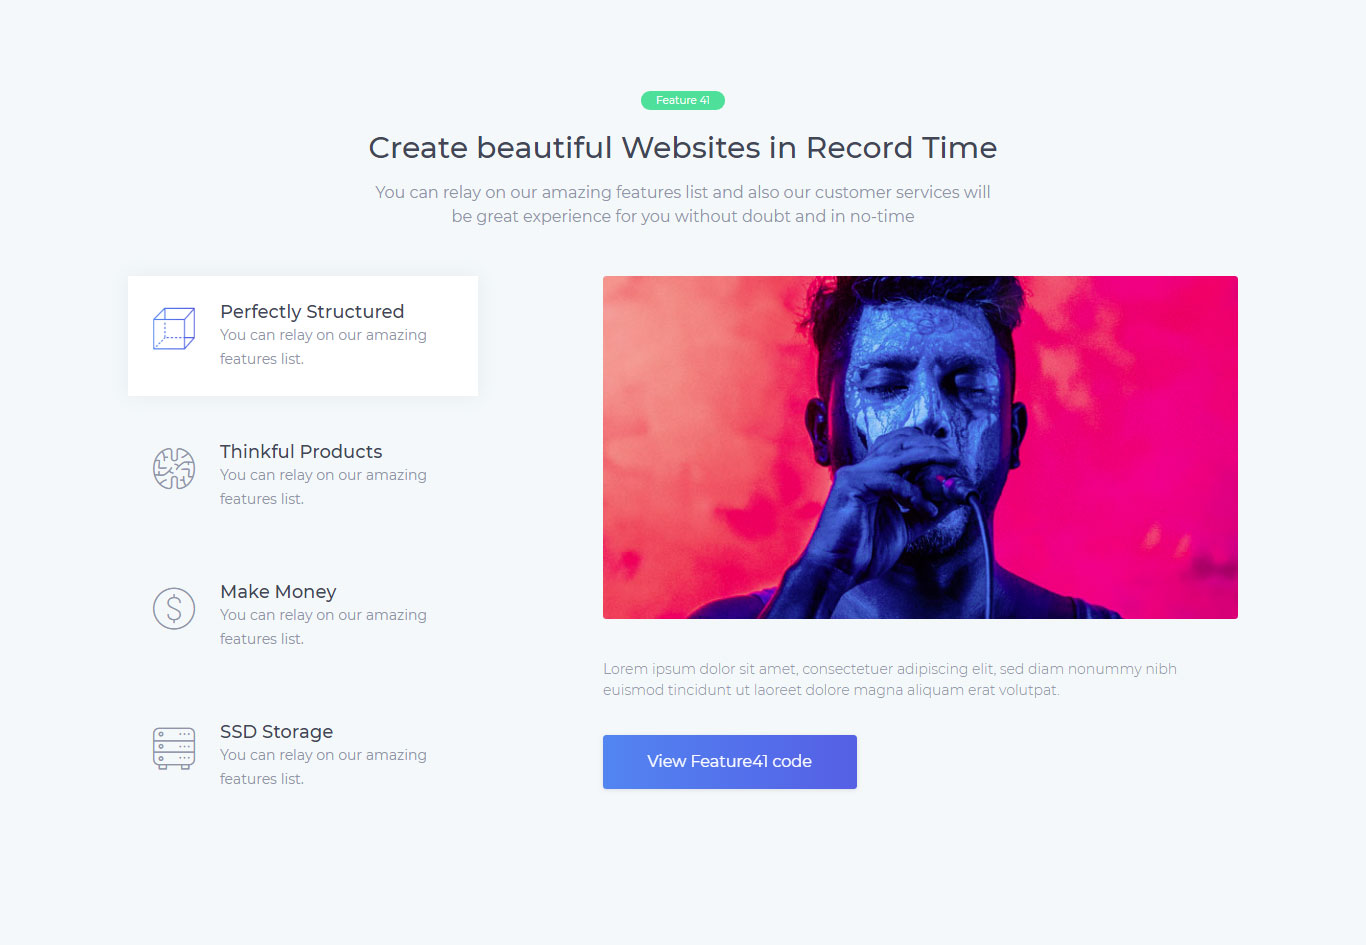 Feature 41
Create beautiful Websites in Record Time
You can relay on our amazing features list and also our customer services will
be great experience for you without doubt and in no-time
Perfectly Structured
You can relay on our amazing
features list.
Thinkful Products
You can relay on our amazing
features list.
Make Money
You can relay on our amazing
features list.
SSD Storage
You can relay on our amazing
features list.
Lorem ipsum dolor sit amet, consectetuer adipiscing elit, sed diam nonummy nibh
euismod tincidunt ut laoreet dolore magna aliquam erat volutpat.
View Feature41 code